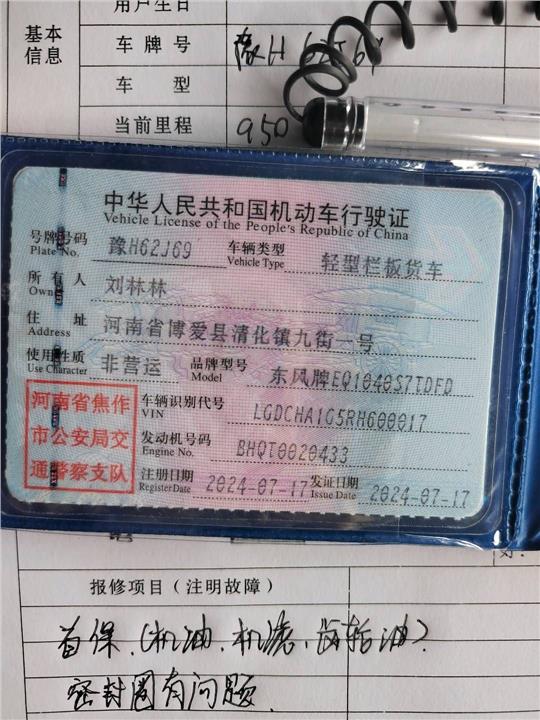 用户生日
基本
信息
车牌号 豫H
车型
当前里程 950
中华人民共和国机动车行驶证
Vehicle License of the People's Republic of China
号牌号码 豫H62J69 车辆类型 轻型栏板货车
Plate No. Vehicle Type
所有人 刘林林
Owner
住址 河南省博爱县清化镇九街一号
Address
使用性质 非营运 品牌型号 东风牌EQ1040S7TDFD
Use Character Model
河南省焦作
市公安局交
通警察支队
车辆识别代号 LGDCHA1G5RH600017
VIN
发动机号码 BHQT0020433
Engine No.
注册日期 2024-07-17 发证日期 2024-07-17
Register Date Issue Date
报修项目（注明故障）
首保.（机油、机滤、齿轮油）.
密封圈有问题.